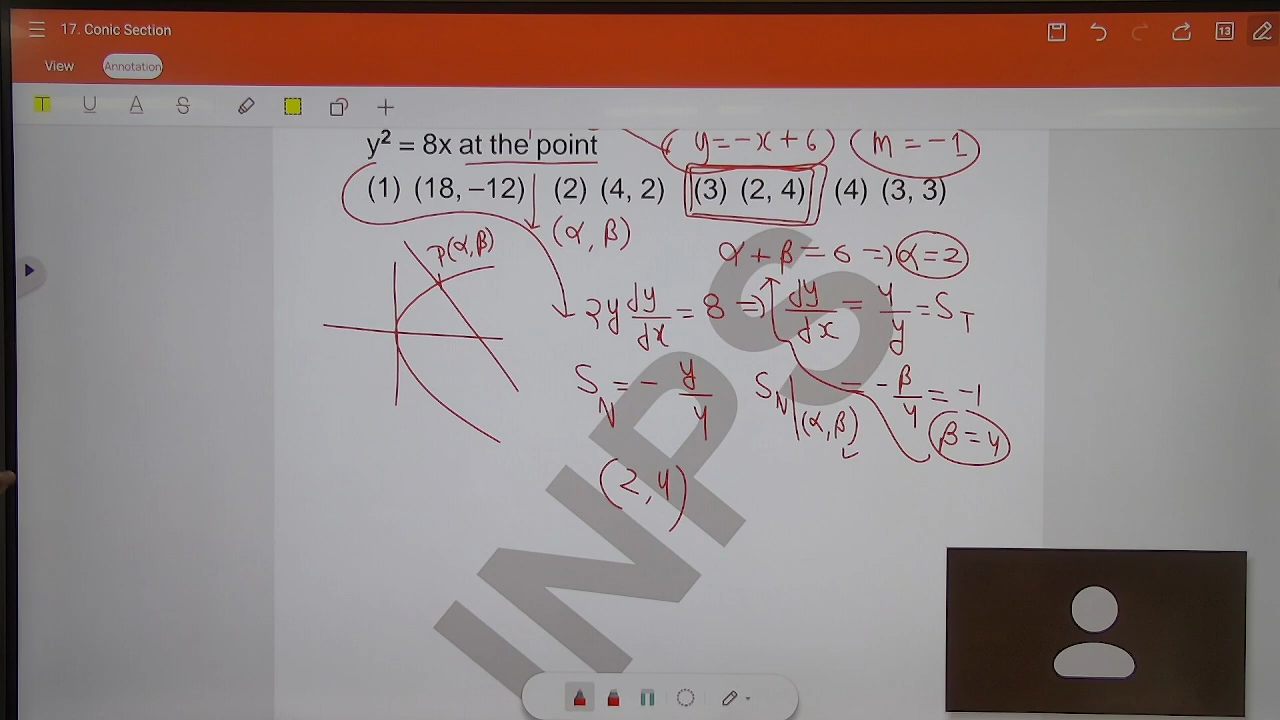 17. Conic Section
13
View Annotation
T U A S
y² = 8x at the point y = -x + 6 m = -1
(1) (18, –12) (2) (4, 2) (3) (2, 4) (4) (3, 3)
(α, β)
P(α, β)
α + β = 6 ⇒ α = 2
2y dy/dx = 8 ⇒ dy/dx = 4/y = S_T
S_N = - y/4 S_N|(α, β) = -β/4 = -1
β = 4
(2, 4)
INPS